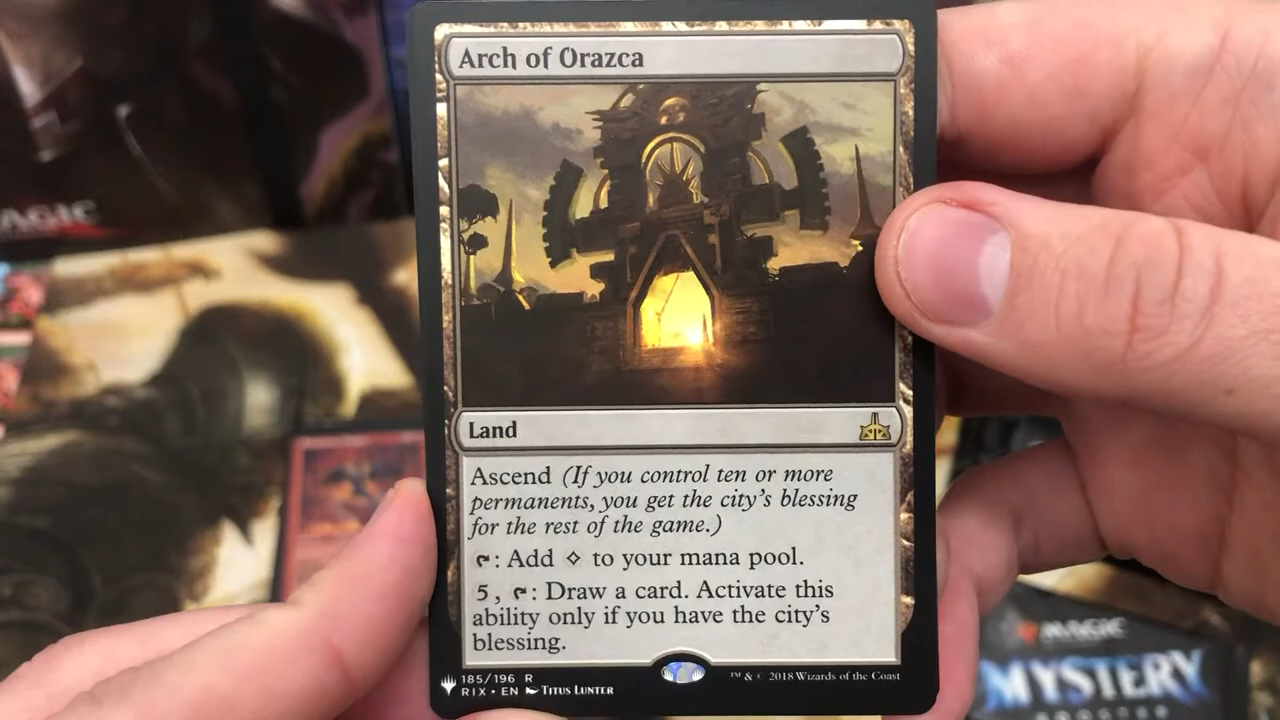 Arch of Orazca
MAGIC
Land
Ascend (If you control ten or more
permanents, you get the city's blessing
for the rest of the game.)
: Add to your mana pool.
5, : Draw a card. Activate this
ability only if you have the city's
blessing.
185/196 R
RIX • EN TITUS LUNTER
™ & © 2018 Wizards of the Coast
MAGIC
MYSTERY
BOOSTER